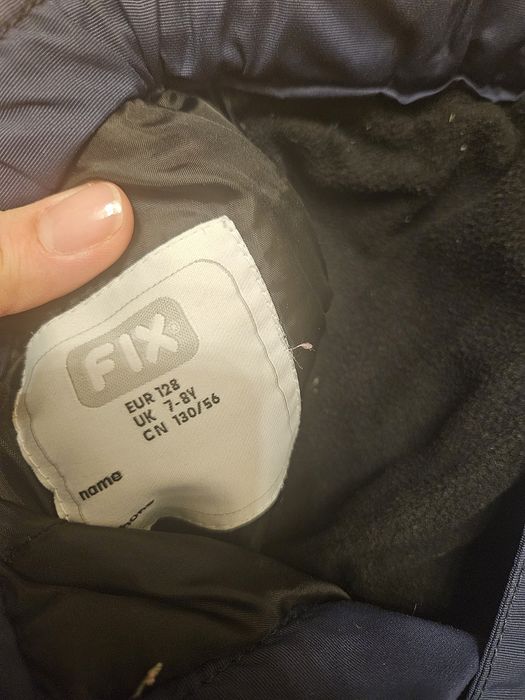 FIX®
EUR 128
UK 7-8Y
CN 130/56
name